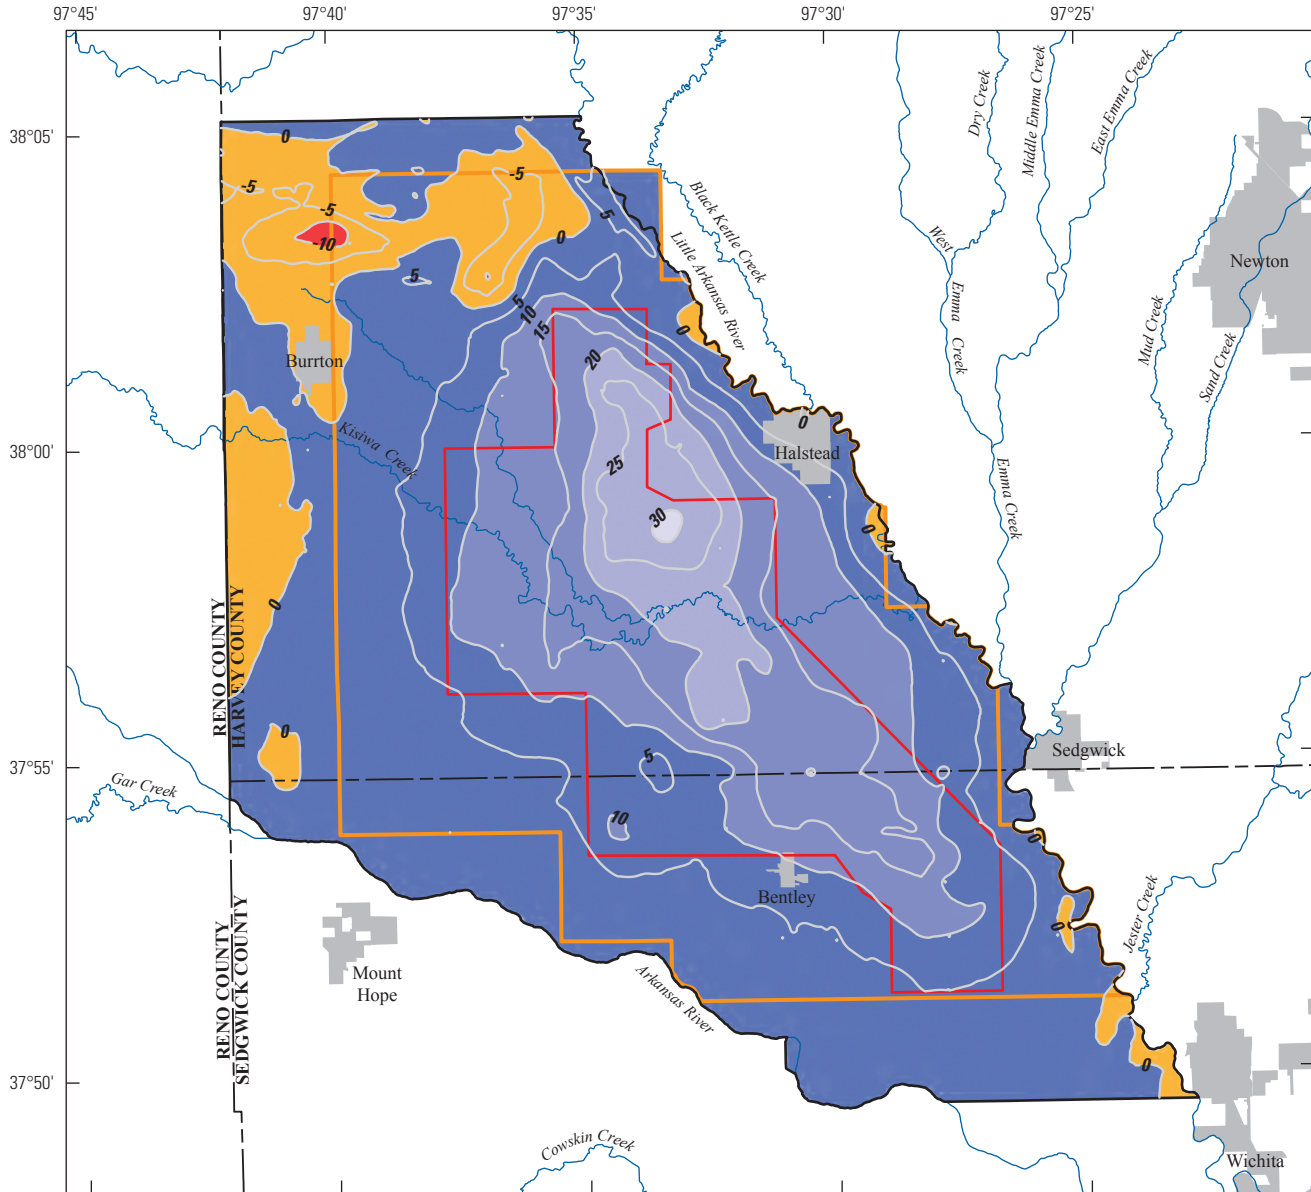 97°45' 97°40' 97°35' 97°30' 97°25'
38°05'
38°00'
37°55'
37°50'
Dry Creek
Middle Emma Creek
East Emma Creek
Black Kettle Creek
Little Arkansas River
West
Emma
Creek
Newton
Mud Creek
Sand Creek
0
-5
-5
-5
-10
5
0
5
5
10
15
0
20
Burrton
Kisiwa Creek
0
Halstead
25
30
0
Emma Creek
0
RENO COUNTY
HARVEY COUNTY
0
5
Sedgwick
Gar Creek
10
0
Bentley
RENO COUNTY
SEDGWICK COUNTY
Mount
Hope
0
Jester Creek
Arkansas River
0
Cowskin Creek
Wichita